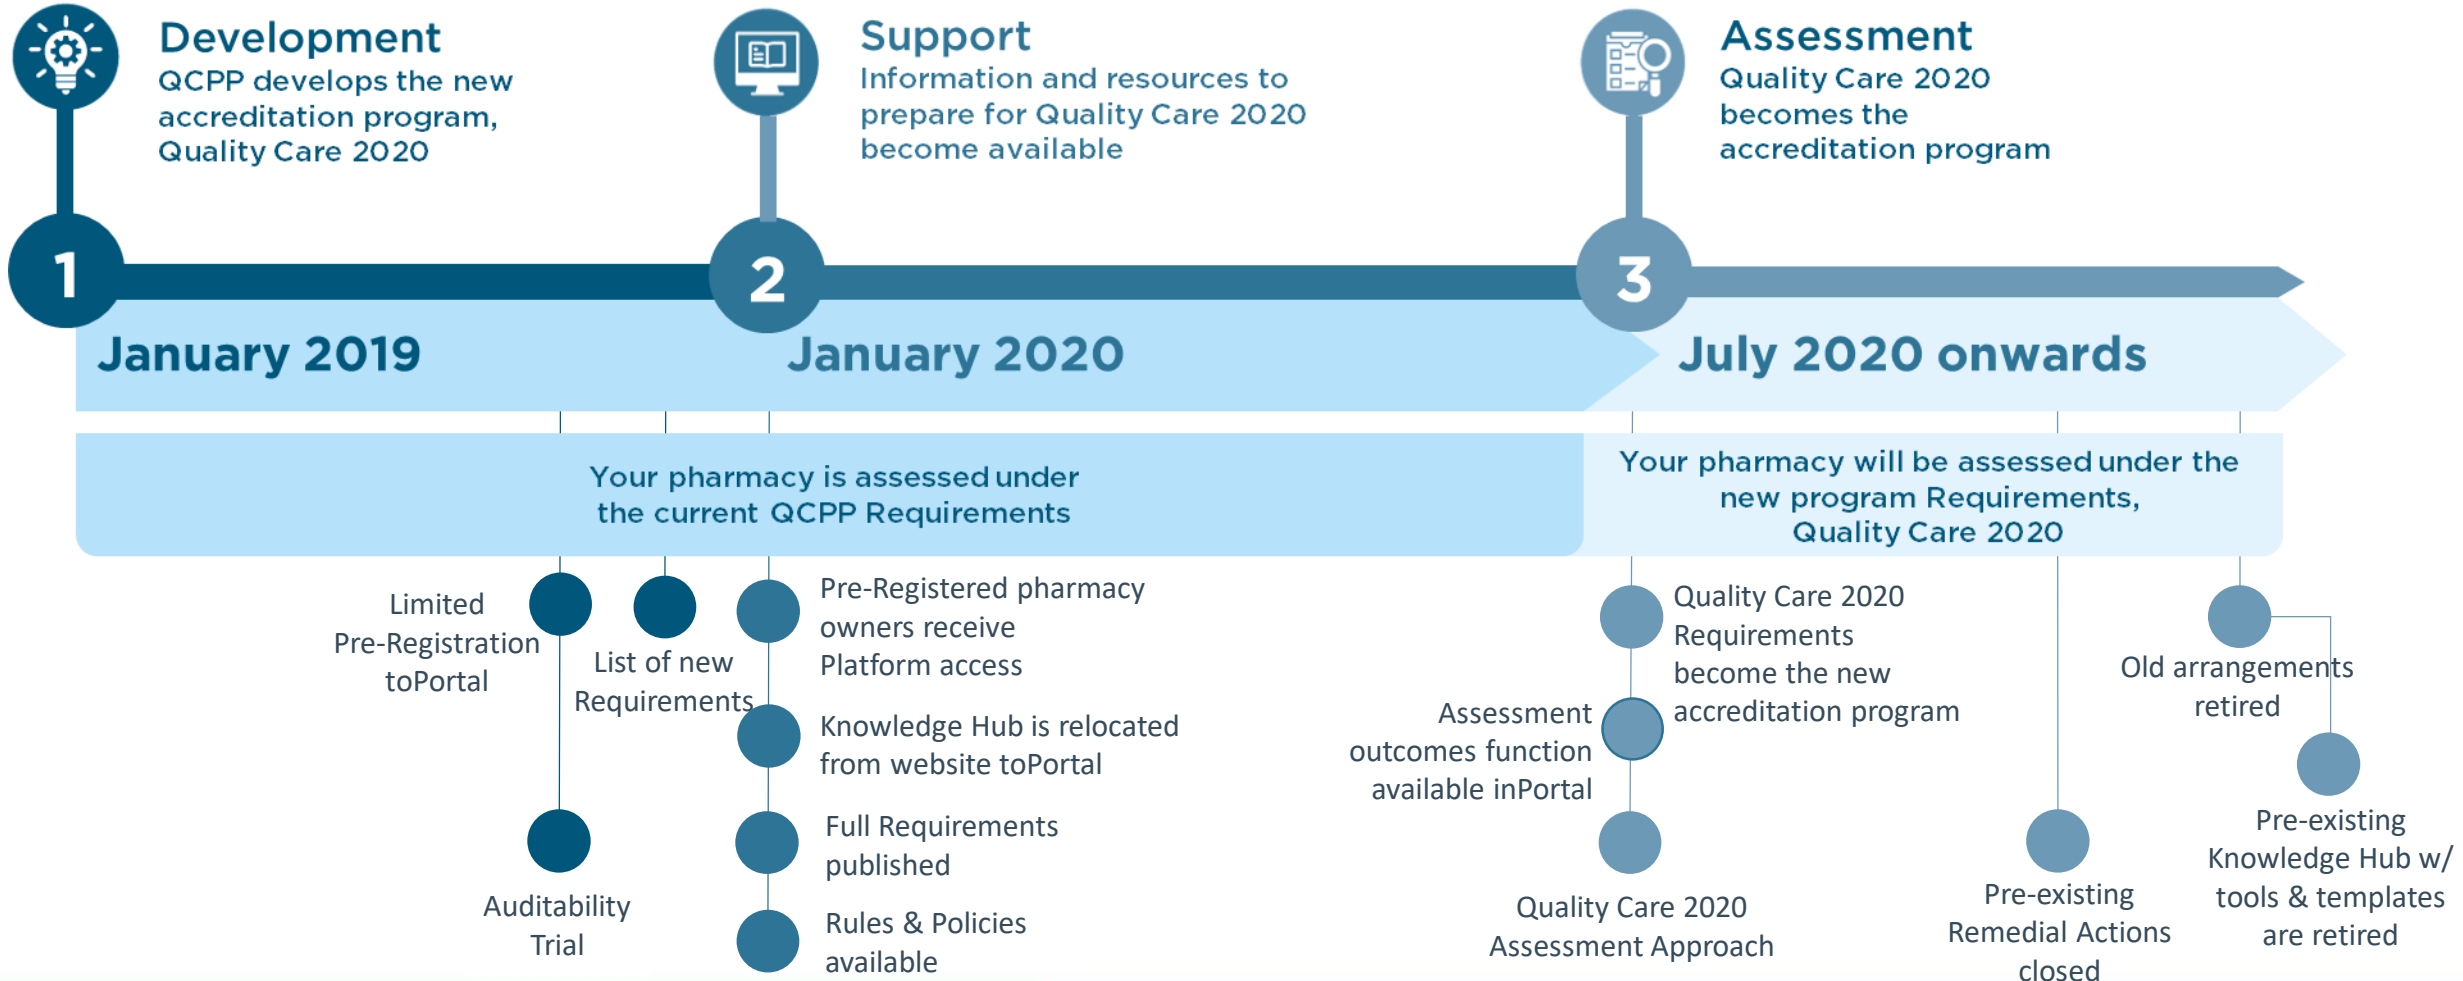 Development
QCPP develops the new
accreditation program,
Quality Care 2020
Support
Information and resources to
prepare for Quality Care 2020
become available
Assessment
Quality Care 2020
becomes the
accreditation program
1
2
3
January 2019
January 2020
July 2020 onwards
Your pharmacy is assessed under
the current QCPP Requirements
Your pharmacy will be assessed under the
new program Requirements,
Quality Care 2020
Limited
Pre-Registration
toPortal
Auditability
Trial
List of new
Requirements
Pre-Registered pharmacy
owners receive
Platform access
Knowledge Hub is relocated
from website toPortal
Full Requirements
published
Rules & Policies
available
Quality Care 2020
Requirements
become the new
accreditation program
Assessment
outcomes function
available inPortal
Quality Care 2020
Assessment Approach
Pre-existing
Remedial Actions
closed
Old arrangements
retired
Pre-existing
Knowledge Hub w/
tools & templates
are retired